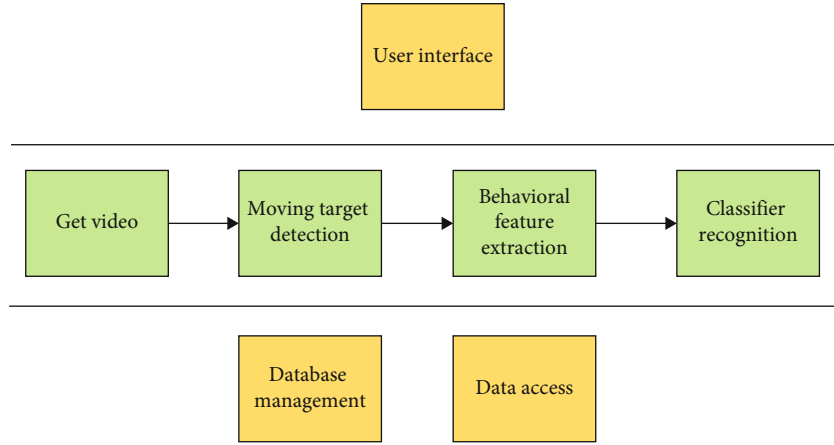 User interface
Get video
Moving target
detection
Behavioral
feature
extraction
Classifier
recognition
Database
management
Data access